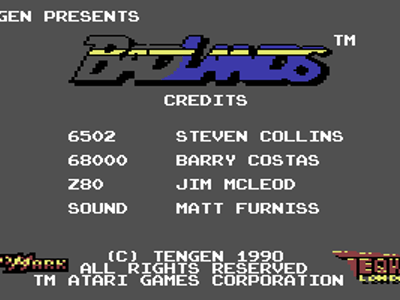 GEN PRESENTS
BADLANDS TM
CREDITS
6502 STEVEN COLLINS
68000 BARRY COSTAS
Z80 JIM MCLEOD
SOUND MATT FURNISS
(C) TENGEN 1990
ALL RIGHTS RESERVED
TM ATARI GAMES CORPORATION